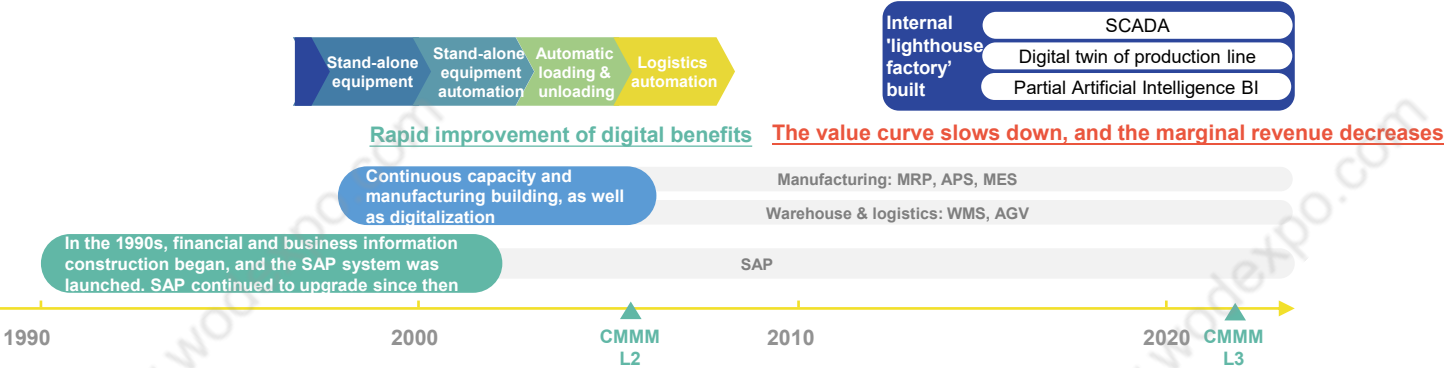 Stand-alone
equipment
Stand-alone
equipment
automation
Automatic
loading &
unloading
Logistics
automation
Internal
'lighthouse
factory’
built
SCADA
Digital twin of production line
Partial Artificial Intelligence BI
Rapid improvement of digital benefits
The value curve slows down, and the marginal revenue decreases
Continuous capacity and
manufacturing building, as well
as digitalization
Manufacturing: MRP, APS, MES
Warehouse & logistics: WMS, AGV
In the 1990s, financial and business information
construction began, and the SAP system was
launched. SAP continued to upgrade since then
SAP
1990
2000
CMMM
L2
2010
2020
CMMM
L3
wodexpo.com
wodexpo.com